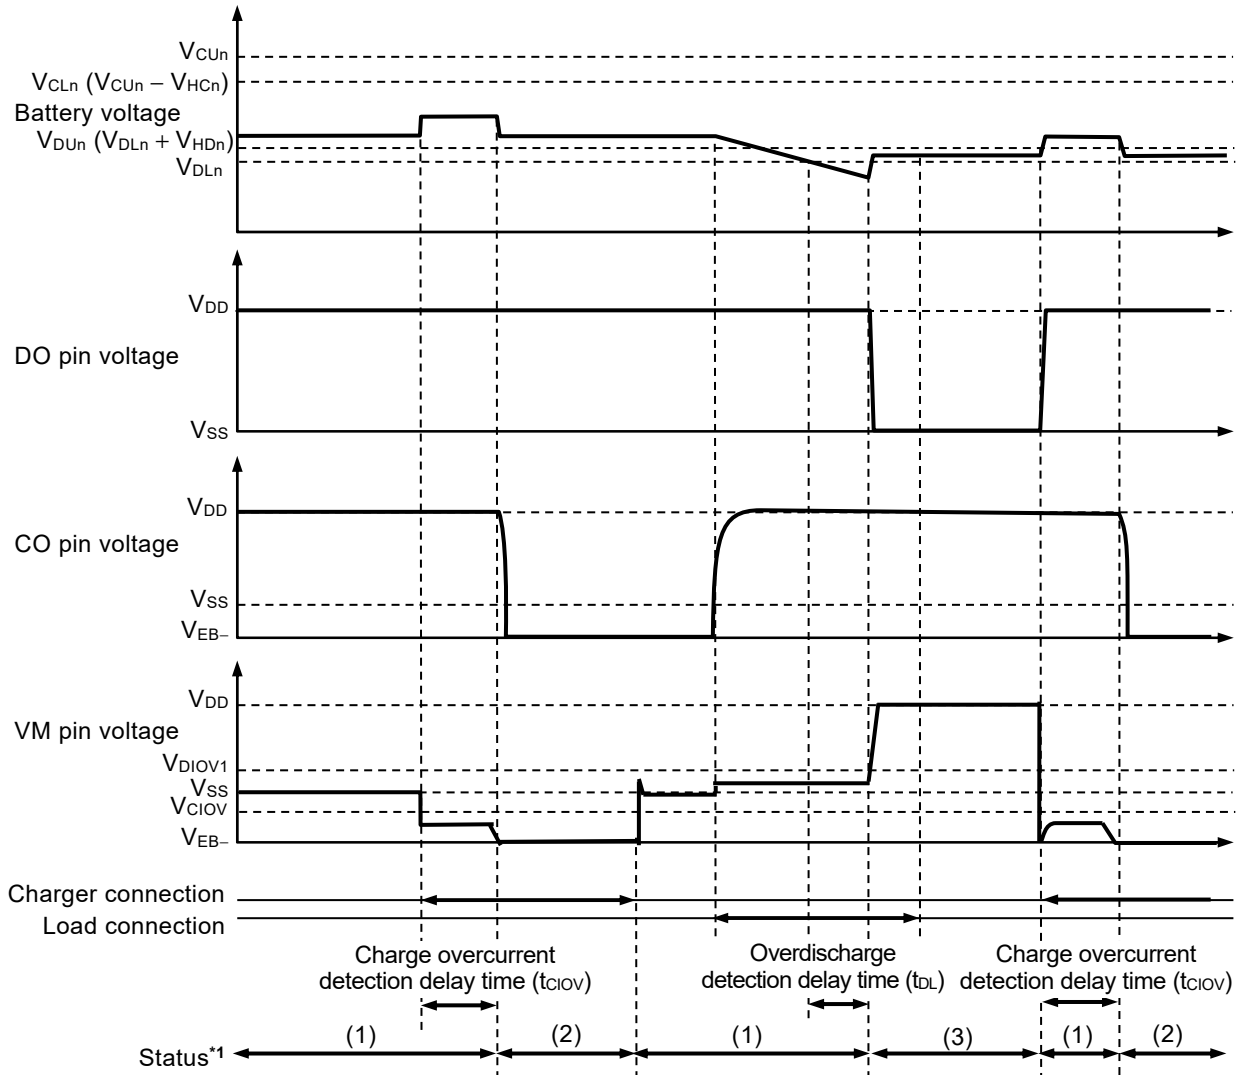 VCUn
VCLn (VCUn – VHCn)
Battery voltage
VDUn (VDLn + VHDn)
VDLn
VDD
DO pin voltage
VSS
VDD
CO pin voltage
VSS
VEB–
VDD
VM pin voltage
VDIOV1
VSS
VCIOV
VEB–
Charger connection
Load connection
Charge overcurrent
detection delay time (tCIOV)
Overdischarge
detection delay time (tDL)
Charge overcurrent
detection delay time (tCIOV)
Status*1
(1) (2) (1) (3) (1) (2)